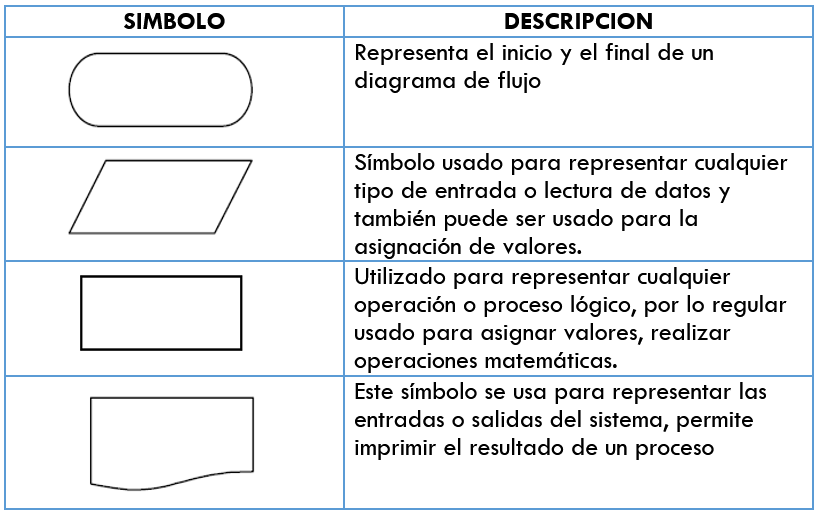 SIMBOLO
DESCRIPCION
Representa el inicio y el final de un
diagrama de flujo
Símbolo usado para representar cualquier
tipo de entrada o lectura de datos y
también puede ser usado para la
asignación de valores.
Utilizado para representar cualquier
operación o proceso lógico, por lo regular
usado para asignar valores, realizar
operaciones matemáticas.
Este símbolo se usa para representar las
entradas o salidas del sistema, permite
imprimir el resultado de un proceso